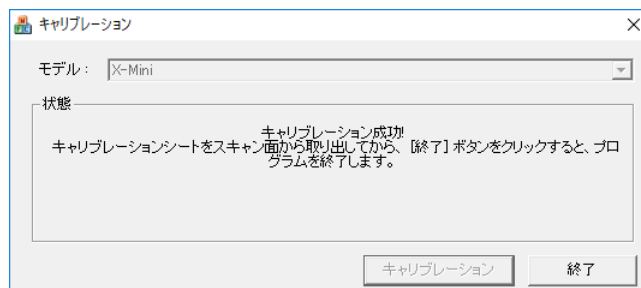 キャリブレーション
モデル： X-Mini
状態
キャリブレーション成功!
キャリブレーションシートをスキャン面から取り出してから、[終了] ボタンをクリックすると、プロ
グラムを終了します。
キャリブレーション 終了